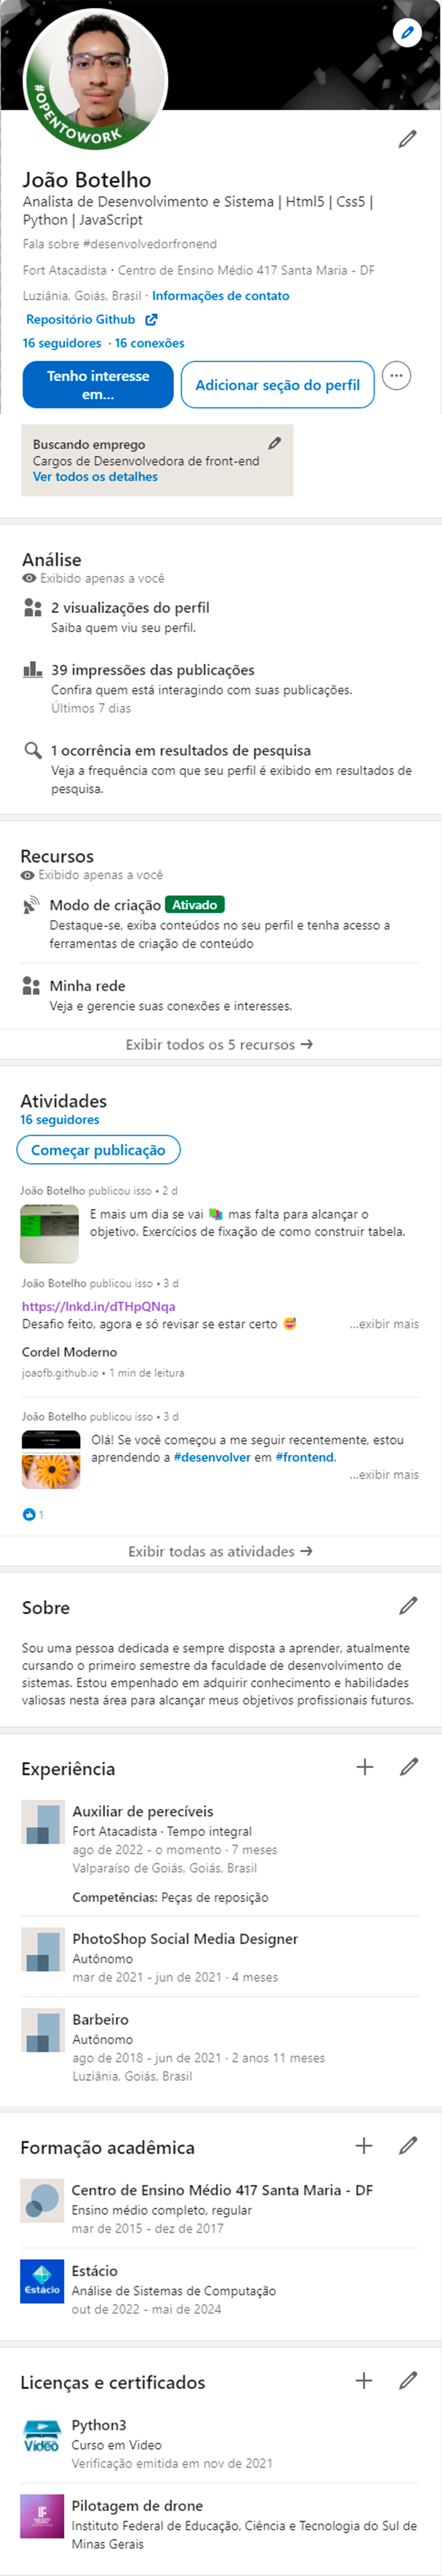 #OPENTOWORK
João Botelho
Analista de Desenvolvimento e Sistema | Html5 | Css5 |
Python | JavaScript
Fala sobre #desenvolvedorfronend
Fort Atacadista · Centro de Ensino Médio 417 Santa Maria - DF
Luziânia, Goiás, Brasil · Informações de contato
Repositório Github
16 seguidores · 16 conexões
Tenho interesse
em...
Adicionar seção do perfil
Buscando emprego
Cargos de Desenvolvedora de front-end
Ver todos os detalhes
Análise
Exibido apenas a você
2 visualizações do perfil
Saiba quem viu seu perfil.
39 impressões das publicações
Confira quem está interagindo com suas publicações.
Últimos 7 dias
1 ocorrência em resultados de pesquisa
Veja a frequência com que seu perfil é exibido em resultados de
pesquisa.
Recursos
Exibido apenas a você
Modo de criação Ativado
Destaque-se, exiba conteúdos no seu perfil e tenha acesso a
ferramentas de criação de conteúdo
Minha rede
Veja e gerencie suas conexões e interesses.
Exibir todos os 5 recursos →
Atividades
16 seguidores
Começar publicação
João Botelho publicou isso • 2 d
E mais um dia se vai mas falta para alcançar o
objetivo. Exercícios de fixação de como construir tabela.
João Botelho publicou isso • 3 d
https://lnkd.in/dTHpQNqa
Desafio feito, agora e só revisar se estar certo 😅 ...exibir mais
Cordel Moderno
joaofb.github.io • 1 min de leitura
João Botelho publicou isso • 3 d
Olá! Se você começou a me seguir recentemente, estou
aprendendo a #desenvolver em #frontend.
...exibir mais
1
Exibir todas as atividades →
Sobre
Sou uma pessoa dedicada e sempre disposta a aprender, atualmente
cursando o primeiro semestre da faculdade de desenvolvimento de
sistemas. Estou empenhado em adquirir conhecimento e habilidades
valiosas nesta área para alcançar meus objetivos profissionais futuros.
Experiência
Auxiliar de perecíveis
Fort Atacadista · Tempo integral
ago de 2022 - o momento · 7 meses
Valparaíso de Goiás, Goiás, Brasil
Competências: Peças de reposição
PhotoShop Social Media Designer
Autônomo
mar de 2021 - jun de 2021 · 4 meses
Barbeiro
Autônomo
ago de 2018 - jun de 2021 · 2 anos 11 meses
Luziânia, Goiás, Brasil
Formação acadêmica
Centro de Ensino Médio 417 Santa Maria - DF
Ensino médio completo, regular
mar de 2015 - dez de 2017
Estácio
Estácio
Análise de Sistemas de Computação
out de 2022 - mai de 2024
Licenças e certificados
Vídeo
Python3
Curso em Video
Verificação emitida em nov de 2021
Pilotagem de drone
Instituto Federal de Educação, Ciência e Tecnologia do Sul de
Minas Gerais